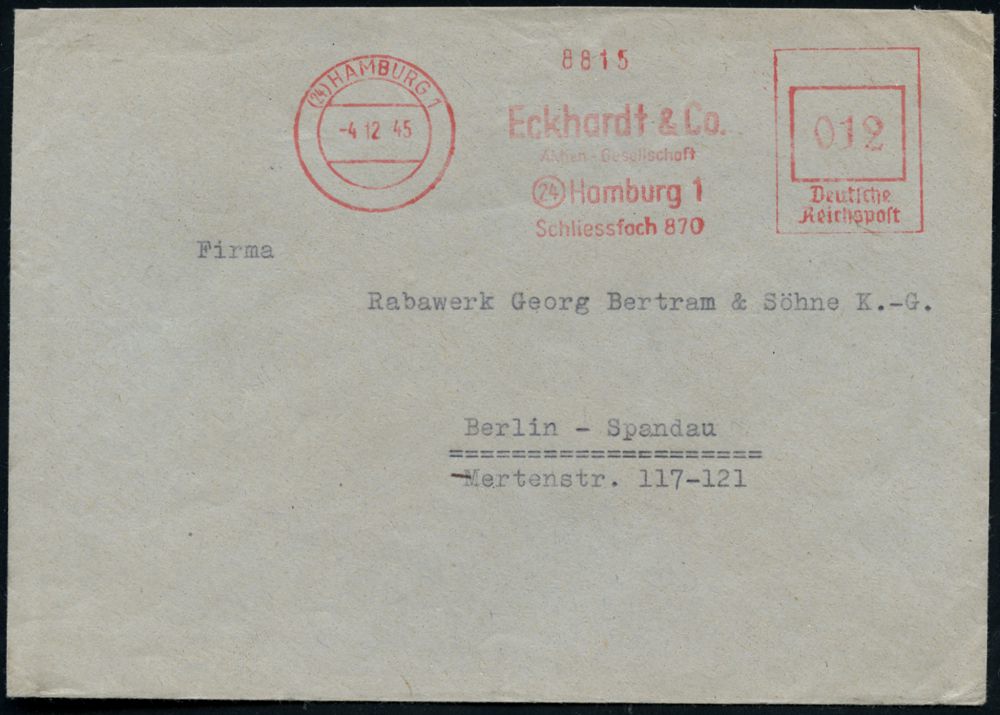 8815
(24) HAMBURG 1
-4 12 45
Eckhardt & Co.
Aktien-Gesellschaft
(24) Hamburg 1
Schliessfach 870
012
Deutsche
Reichspost
Firma
Rabawerk Georg Bertram & Söhne K.-G.
Berlin - Spandau
====================
Mertenstr. 117-121